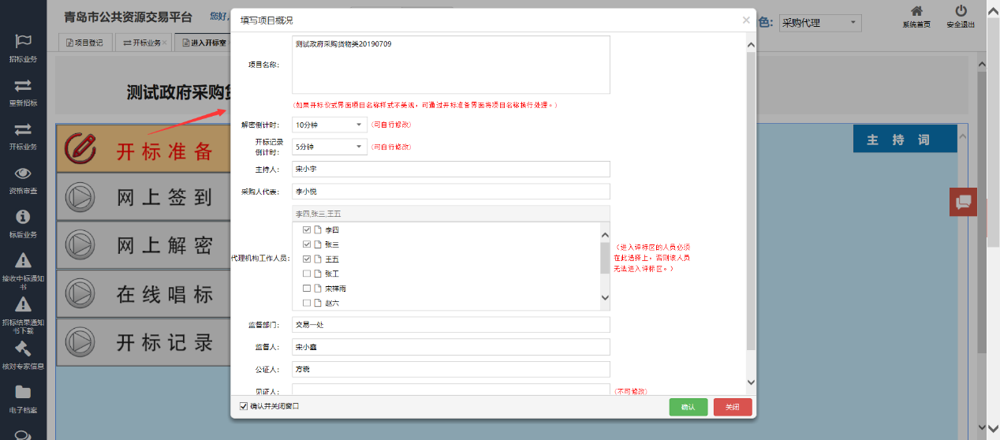 青岛市公共资源交易平台
您好,
色:
采购代理
系统首页
安全退出
项目登记
开标业务
进入开标室
招标业务
重新招标
开标业务
资格审查
标后业务
接收中标通知
书
招标结果通知
书下载
核对专家信息
电子档案
测试政府采购
开标准备
网上签到
网上解密
在线唱标
开标记录
主持词
填写项目概况
项目名称：
测试政府采购货物类20190709
(如果开标仪式界面项目名称样式不美观，可通过开标准备界面将项目名称换行处理。)
解密倒计时：
10分钟
(可自行修改)
开标记录
倒计时：
5分钟
(可自行修改)
主持人：
宋小宇
采购人代表：
李小悦
李四,张三,王五
代理机构工作人员：
李四
张三
王五
张工
宋祥雨
赵六
(进入评标区的人员必须
在此选择上，否则该人员
无法进入评标区。)
监督部门：
交易一处
监督人：
宋小鑫
公证人：
方晓
见证人：
(不可修改)
确认并关闭窗口
确认
关闭